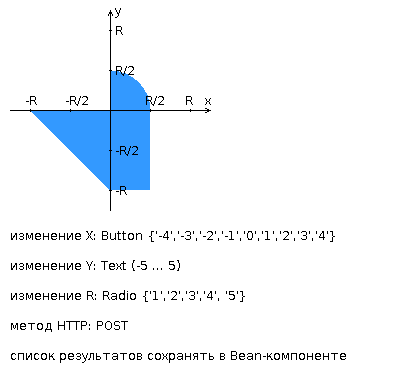 y
R
R/2
-R -R/2 R/2 R x
-R/2
-R
изменение X: Button {'-4','-3','-2','-1','0','1','2','3','4'}
изменение Y: Text (-5 ... 5)
изменение R: Radio {'1','2','3','4', '5'}
метод HTTP: POST
список результатов сохранять в Bean-компоненте